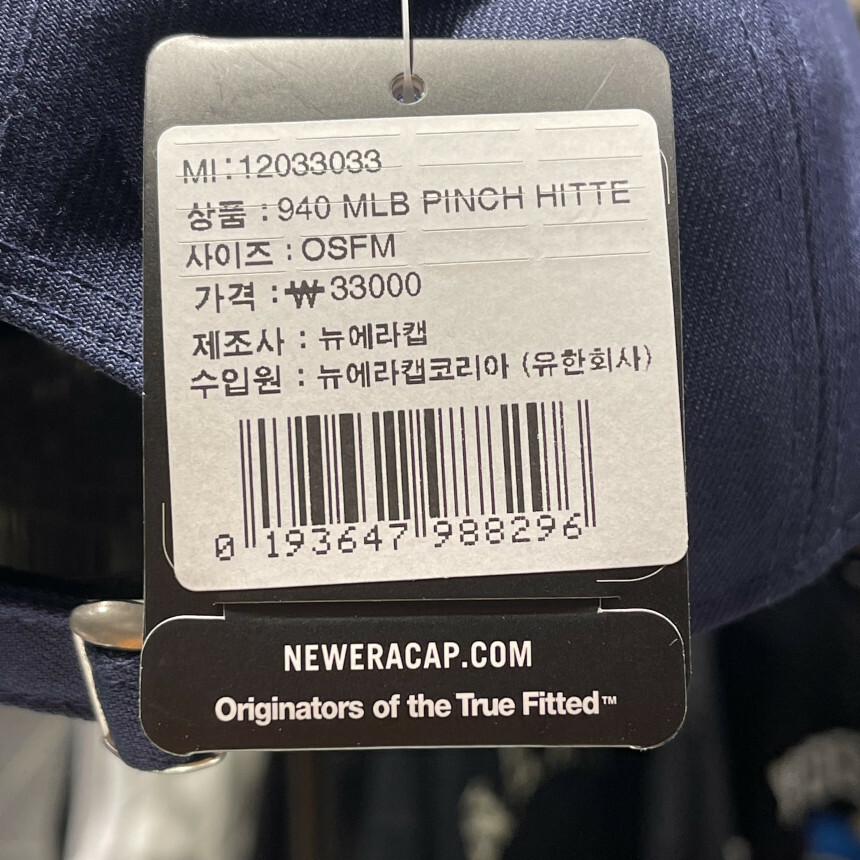 MI:12033033
상품 : 940 MLB PINCH HITTE
사이즈 : OSFM
가격 : ₩33000
제조사 : 뉴에라캡
수입원 : 뉴에라캡코리아 (유한회사)
0 193647 988296
NEWERACAP.COM
Originators of the True Fitted™